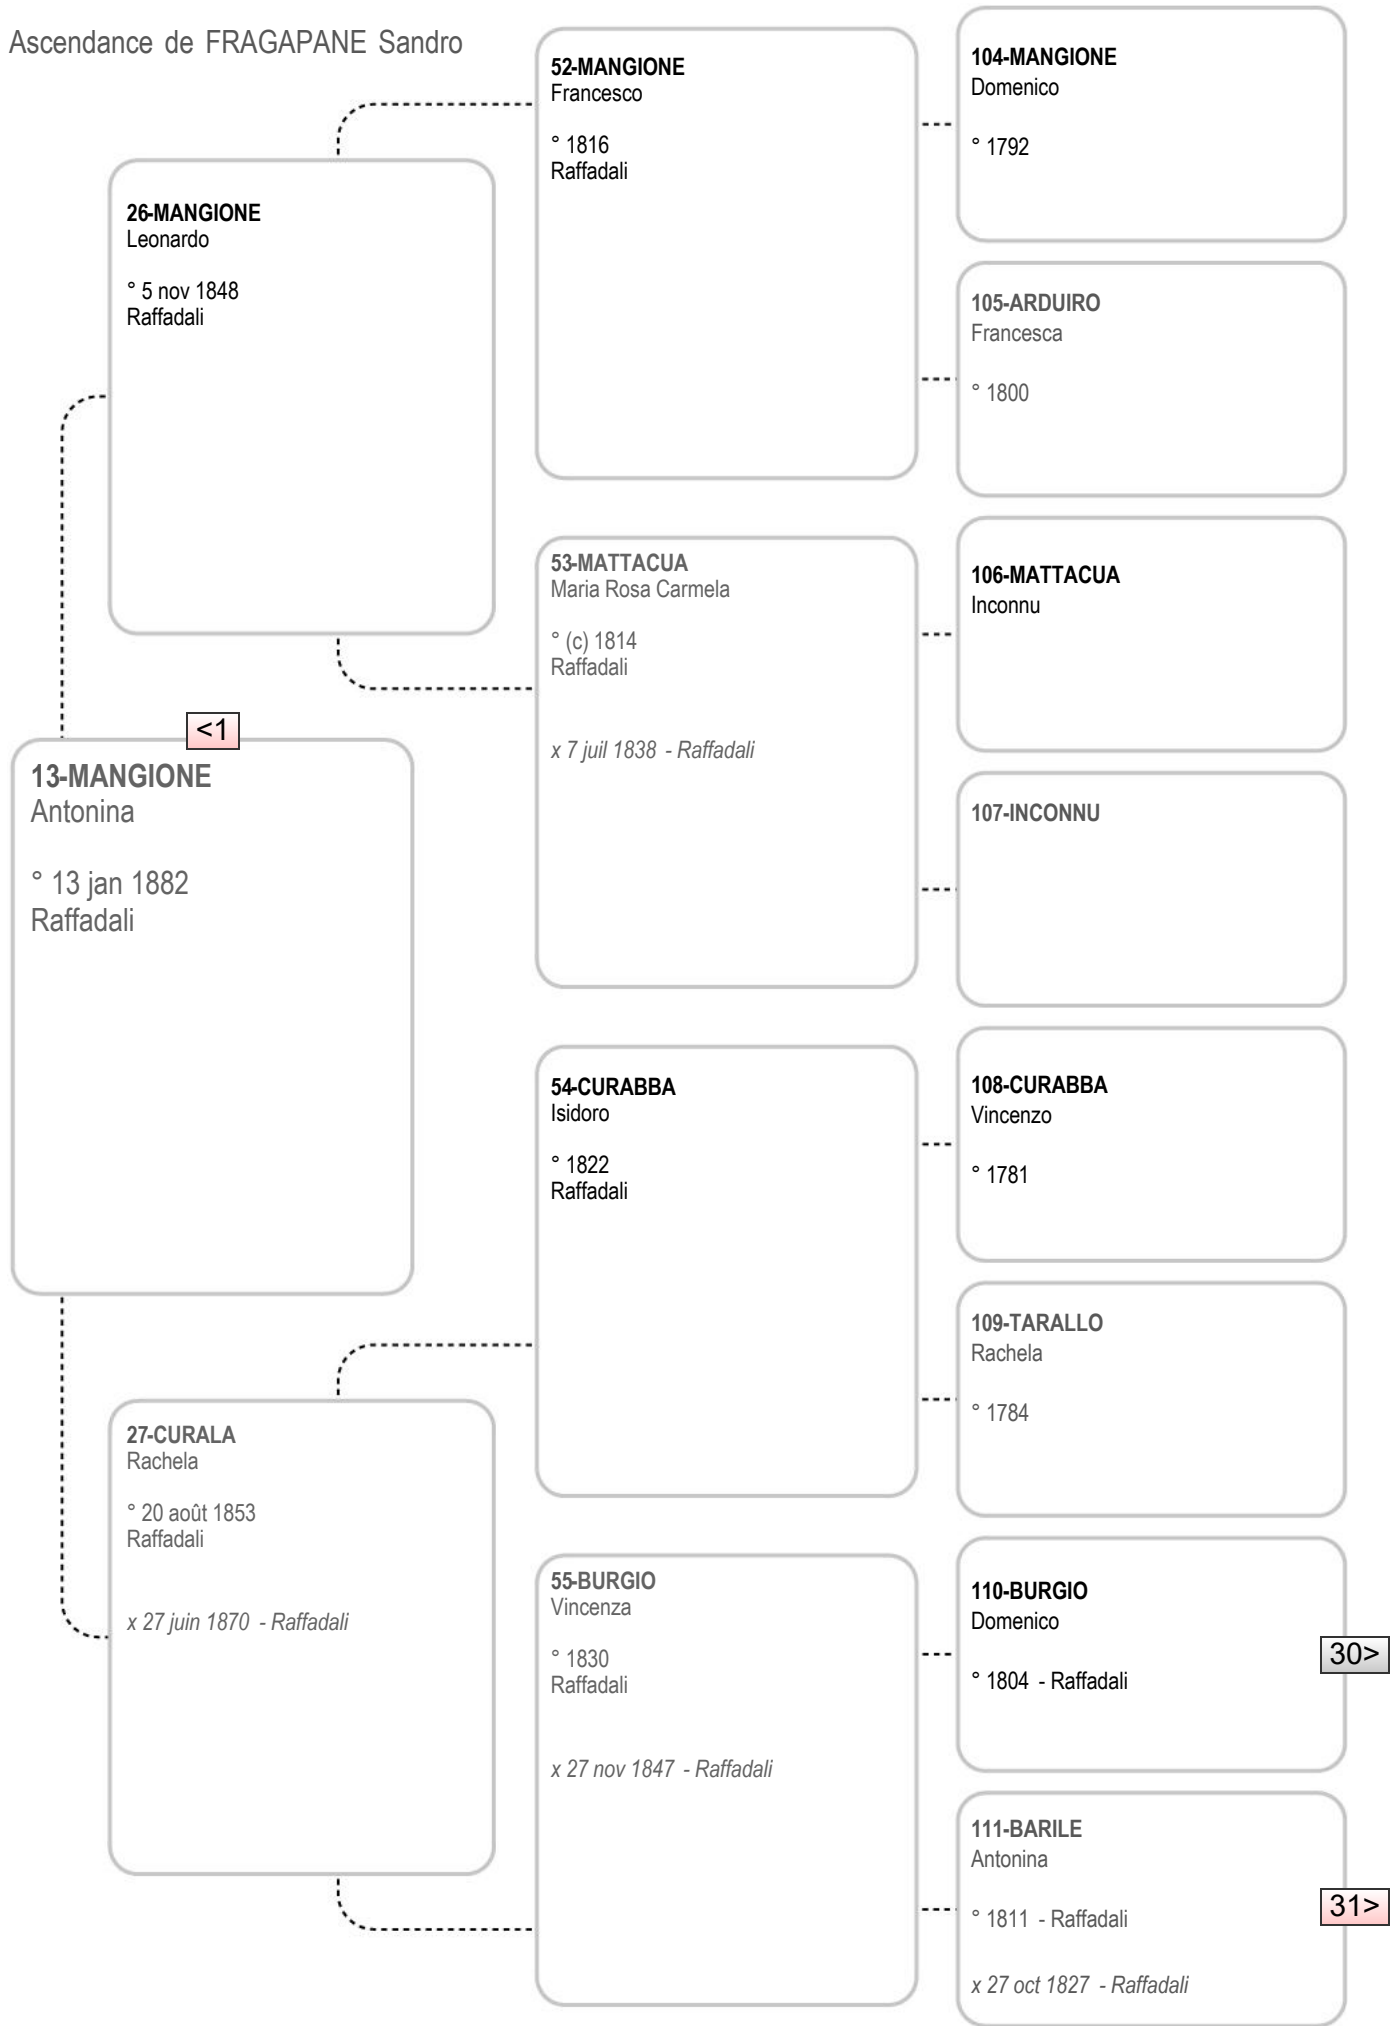 Ascendance de FRAGAPANE Sandro
<1
13-MANGIONE
Antonina
° 13 jan 1882
Raffadali
26-MANGIONE
Leonardo
° 5 nov 1848
Raffadali
27-CURALA
Rachela
° 20 août 1853
Raffadali
x 27 juin 1870 - Raffadali
52-MANGIONE
Francesco
° 1816
Raffadali
53-MATTACUA
Maria Rosa Carmela
° (c) 1814
Raffadali
x 7 juil 1838 - Raffadali
54-CURABBA
Isidoro
° 1822
Raffadali
55-BURGIO
Vincenza
° 1830
Raffadali
x 27 nov 1847 - Raffadali
104-MANGIONE
Domenico
° 1792
105-ARDUIRO
Francesca
° 1800
106-MATTACUA
Inconnu
107-INCONNU
108-CURABBA
Vincenzo
° 1781
109-TARALLO
Rachela
° 1784
110-BURGIO
Domenico
° 1804 - Raffadali
30>
111-BARILE
Antonina
° 1811 - Raffadali
x 27 oct 1827 - Raffadali
31>